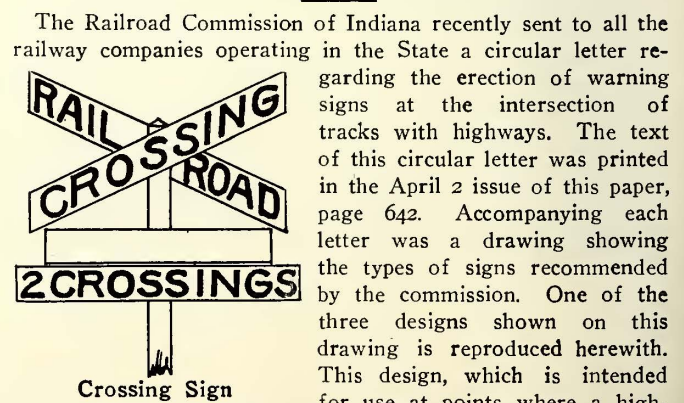 The Railroad Commission of Indiana recently sent to all the
railway companies operating in the State a circular letter re-
garding the erection of warning
signs at the intersection of
tracks with highways. The text
of this circular letter was printed
in the April 2 issue of this paper,
page 642. Accompanying each
letter was a drawing showing
the types of signs recommended
by the commission. One of the
three designs shown on this
drawing is reproduced herewith.
This design, which is intended
for use at points where a high-
RAIL ROAD
CROSSING
2 CROSSINGS
Crossing Sign